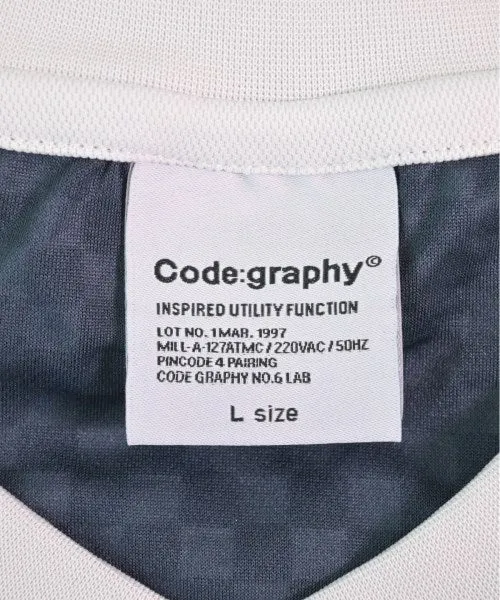 Code:graphy©
INSPIRED UTILITY FUNCTION
LOT NO. 1MAR. 1997
MILL-A-127ATMC / 220VAC / 50HZ
PINCODE 4 PAIRING
CODE GRAPHY NO.6 LAB
L size